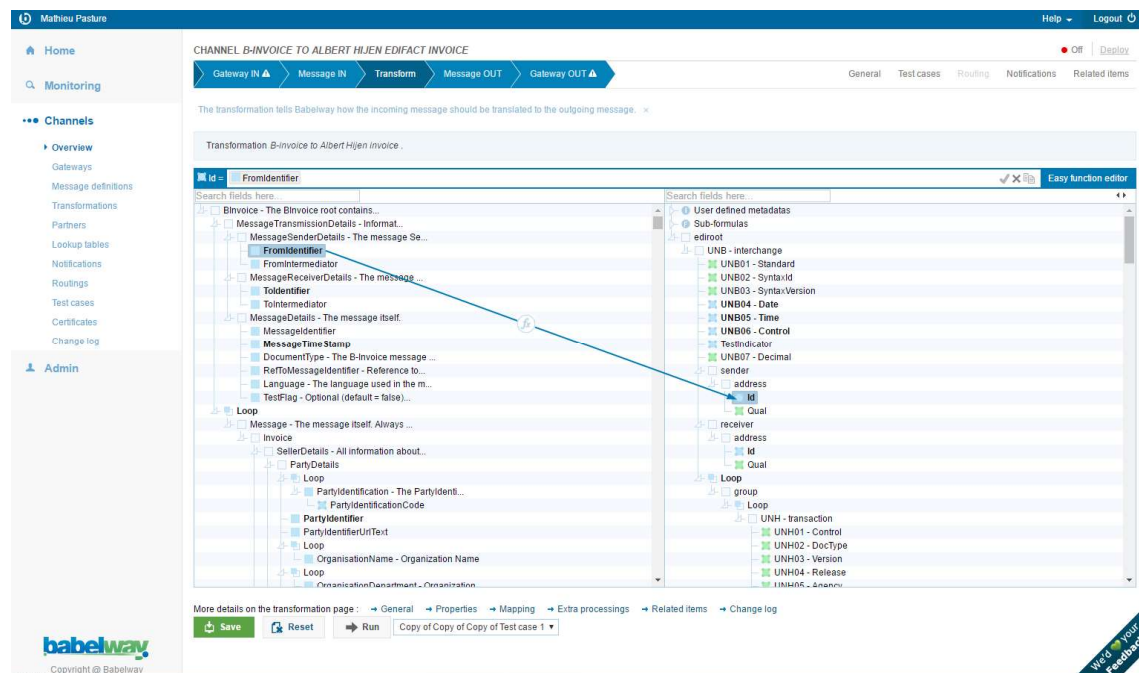 Mathieu Pasture
Help
Logout
Home
Monitoring
Channels
Overview
Gateways
Message definitions
Transformations
Partners
Lookup tables
Notifications
Routings
Test cases
Certificates
Change log
Admin
babelway
Copyright @ Babelway
CHANNEL B-INVOICE TO ALBERT HIJEN EDIFACT INVOICE
Off Deploy
Gateway IN Message IN Transform Message OUT Gateway OUT
General Test cases Routing Notifications Related items
The transformation tells Babelway how the incoming message should be translated to the outgoing message. ×
Transformation B-invoice to Albert Hijen invoice .
Id = FromIdentifier
Easy function editor
Search fields here...
BInvoice - The BInvoice root contains...
MessageTransmissionDetails - Informat...
MessageSenderDetails - The message Se...
FromIdentifier
FromIntermediator
MessageReceiverDetails - The message ...
ToIdentifier
ToIntermediator
MessageDetails - The message itself.
MessageIdentifier
MessageTimeStamp
DocumentType - The B-Invoice message ...
RefToMessageIdentifier - Reference to...
Language - The language used in the m...
TestFlag - Optional (default = false)...
Loop
Message - The message itself. Always ...
Invoice
SellerDetails - All information about...
PartyDetails
Loop
PartyIdentification - The PartyIdenti...
PartyIdentificationCode
PartyIdentifier
PartyIdentifierUrlText
Loop
OrganisationName - Organization Name
Loop
OrganisationDepartment - Organization
fx
Search fields here...
User defined metadatas
Sub-formulas
ediroot
UNB - interchange
UNB01 - Standard
UNB02 - SyntaxId
UNB03 - SyntaxVersion
UNB04 - Date
UNB05 - Time
UNB06 - Control
TestIndicator
UNB07 - Decimal
sender
address
Id
Qual
receiver
address
Id
Qual
Loop
group
Loop
UNH - transaction
UNH01 - Control
UNH02 - DocType
UNH03 - Version
UNH04 - Release
UNH05 - Agency
More details on the transformation page : → General → Properties → Mapping → Extra processings → Related items → Change log
Save Reset Run Copy of Copy of Copy of Test case 1
We'd your
Feedback